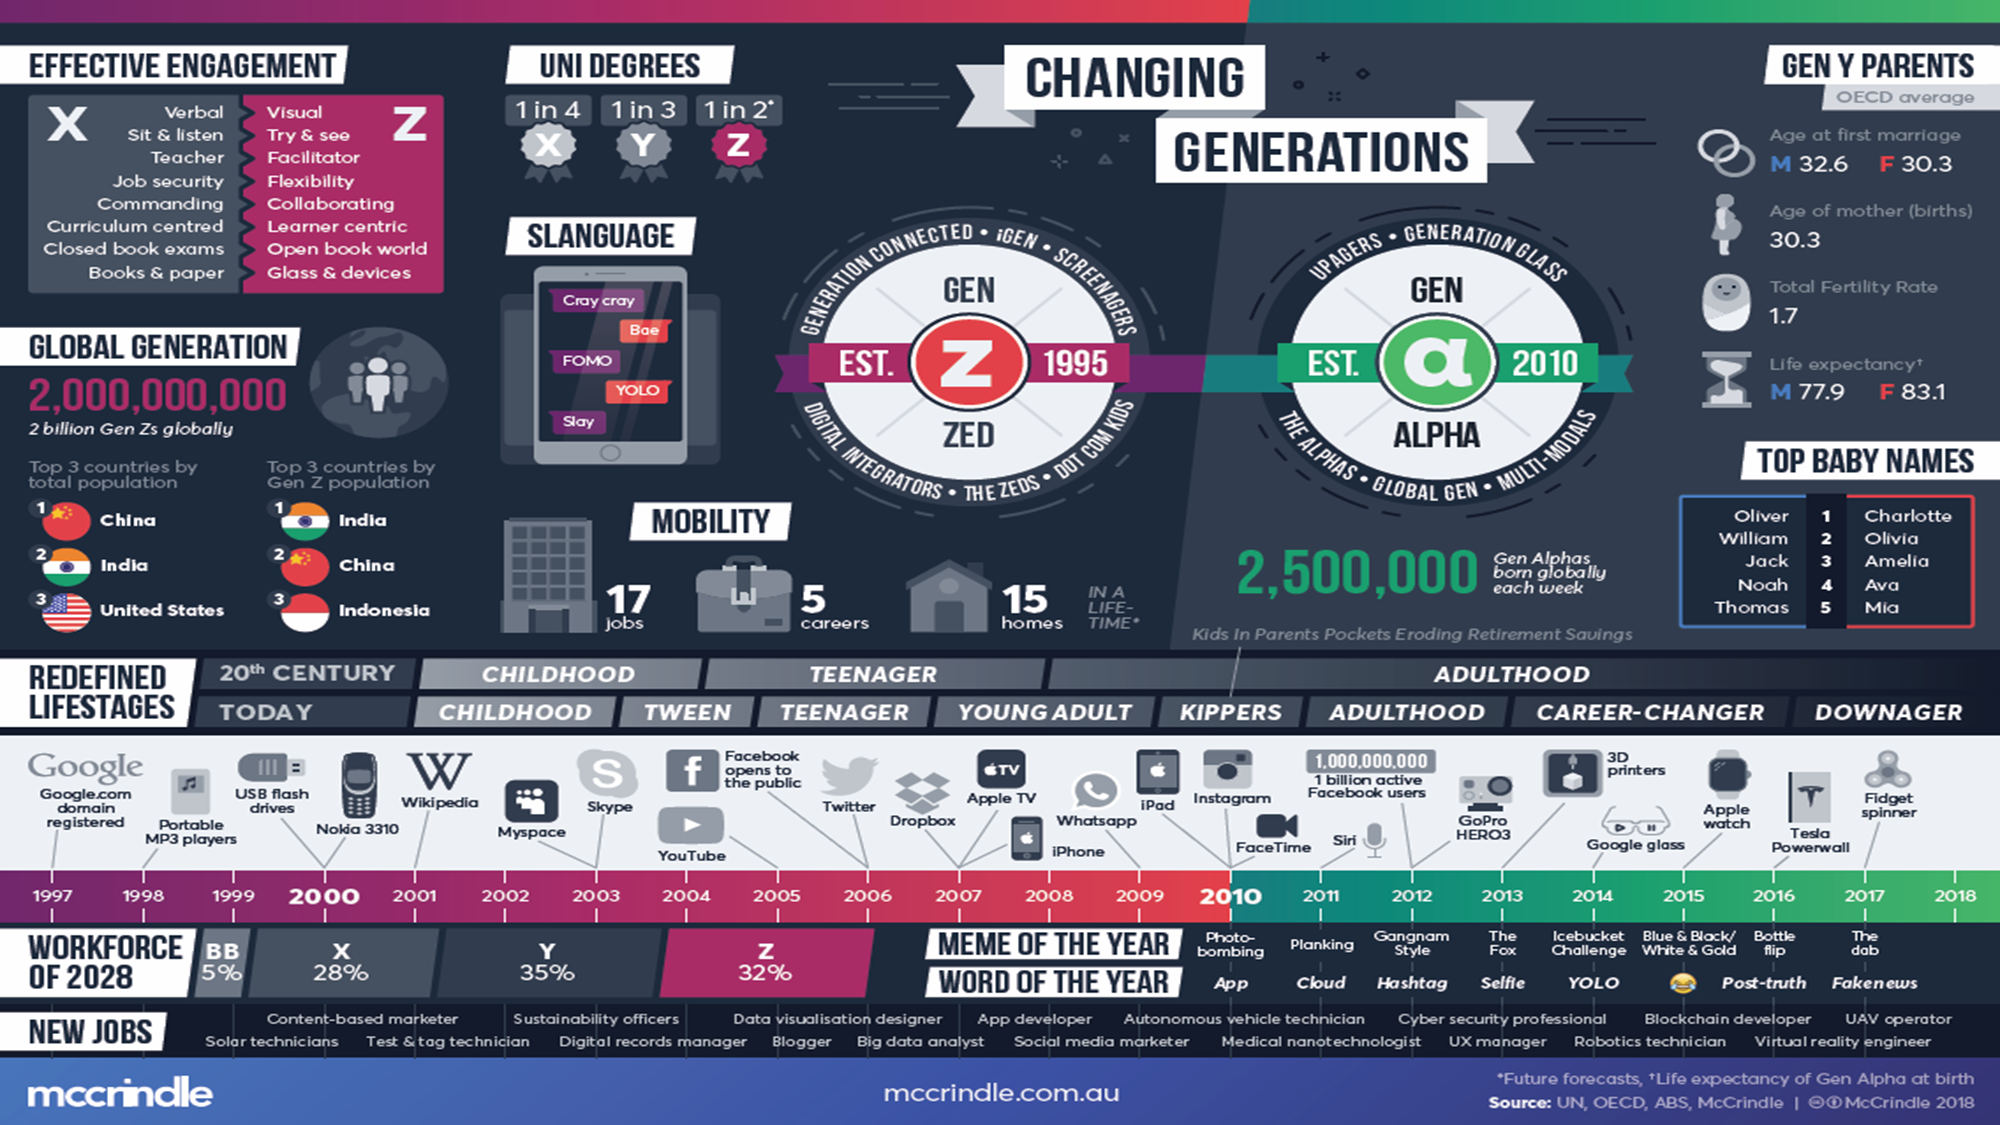 CHANGING
GENERATIONS
EFFECTIVE ENGAGEMENT
X
Z
Verbal Visual
Sit & listen Try & see
Teacher Facilitator
Job security Flexibility
Commanding Collaborating
Curriculum centred Learner centric
Closed book exams Open book world
Books & paper Glass & devices
GLOBAL GENERATION
2,000,000,000
2 billion Gen Zs globally
Top 3 countries by
total population
1 China
2 India
3 United States
Top 3 countries by
Gen Z population
1 India
2 China
3 Indonesia
UNI DEGREES
1 in 4 1 in 3 1 in 2*
X Y Z
SLANGUAGE
Cray cray
Bae
FOMO
YOLO
Slay
MOBILITY
17
jobs
5
careers
15
homes
IN A
LIFE-
TIME*
GENERATION CONNECTED • iGEN • SCREENAGERS
GEN
EST. Z 1995
ZED
DIGITAL INTEGRATORS • THE ZEDS • DOT COM KIDS
UPAGERS • GENERATION GLASS
GEN
EST. α 2010
ALPHA
THE ALPHAS • GLOBAL GEN • MULTI-MODALS
2,500,000
Gen Alphas
born globally
each week
Kids In Parents Pockets Eroding Retirement Savings
GEN Y PARENTS
OECD average
Age at first marriage
M 32.6 F 30.3
Age of mother (births)
30.3
Total Fertility Rate
1.7
Life expectancy†
M 77.9 F 83.1
TOP BABY NAMES
Oliver 1 Charlotte
William 2 Olivia
Jack 3 Amelia
Noah 4 Ava
Thomas 5 Mia
REDEFINED
LIFESTAGES
20th CENTURY CHILDHOOD TEENAGER ADULTHOOD
TODAY CHILDHOOD TWEEN TEENAGER YOUNG ADULT KIPPERS ADULTHOOD CAREER-CHANGER DOWNAGER
Google
Google.com
domain
registered
Portable
MP3 players
USB flash
drives
Nokia 3310
W
Wikipedia
Myspace
S
Skype
f
Facebook
opens to
the public
YouTube
Twitter
Dropbox
TV
Apple TV
iPhone
Whatsapp
iPad
Instagram
FaceTime
1,000,000,000
1 billion active
Facebook users
Siri
GoPro
HERO3
3D
printers
Google glass
Apple
watch
T
Tesla
Powerwall
Fidget
spinner
1997 1998 1999 2000 2001 2002 2003 2004 2005 2006 2007 2008 2009 2010 2011 2012 2013 2014 2015 2016 2017 2018
WORKFORCE
OF 2028
BB
5%
X
28%
Y
35%
Z
32%
MEME OF THE YEAR
Photo-
bombing
Planking
Gangnam
Style
The
Fox
Icebucket
Challenge
Blue & Black/
White & Gold
Bottle
flip
The
dab
WORD OF THE YEAR
App Cloud Hashtag Selfie YOLO 😂 Post-truth Fake news
NEW JOBS
Content-based marketer Sustainability officers Data visualisation designer App developer Autonomous vehicle technician Cyber security professional Blockchain developer UAV operator
Solar technicians Test & tag technician Digital records manager Blogger Big data analyst Social media marketer Medical nanotechnologist UX manager Robotics technician Virtual reality engineer
mccrindle
mccrindle.com.au
*Future forecasts, †Life expectancy of Gen Alpha at birth
Source: UN, OECD, ABS, McCrindle | McCrindle 2018